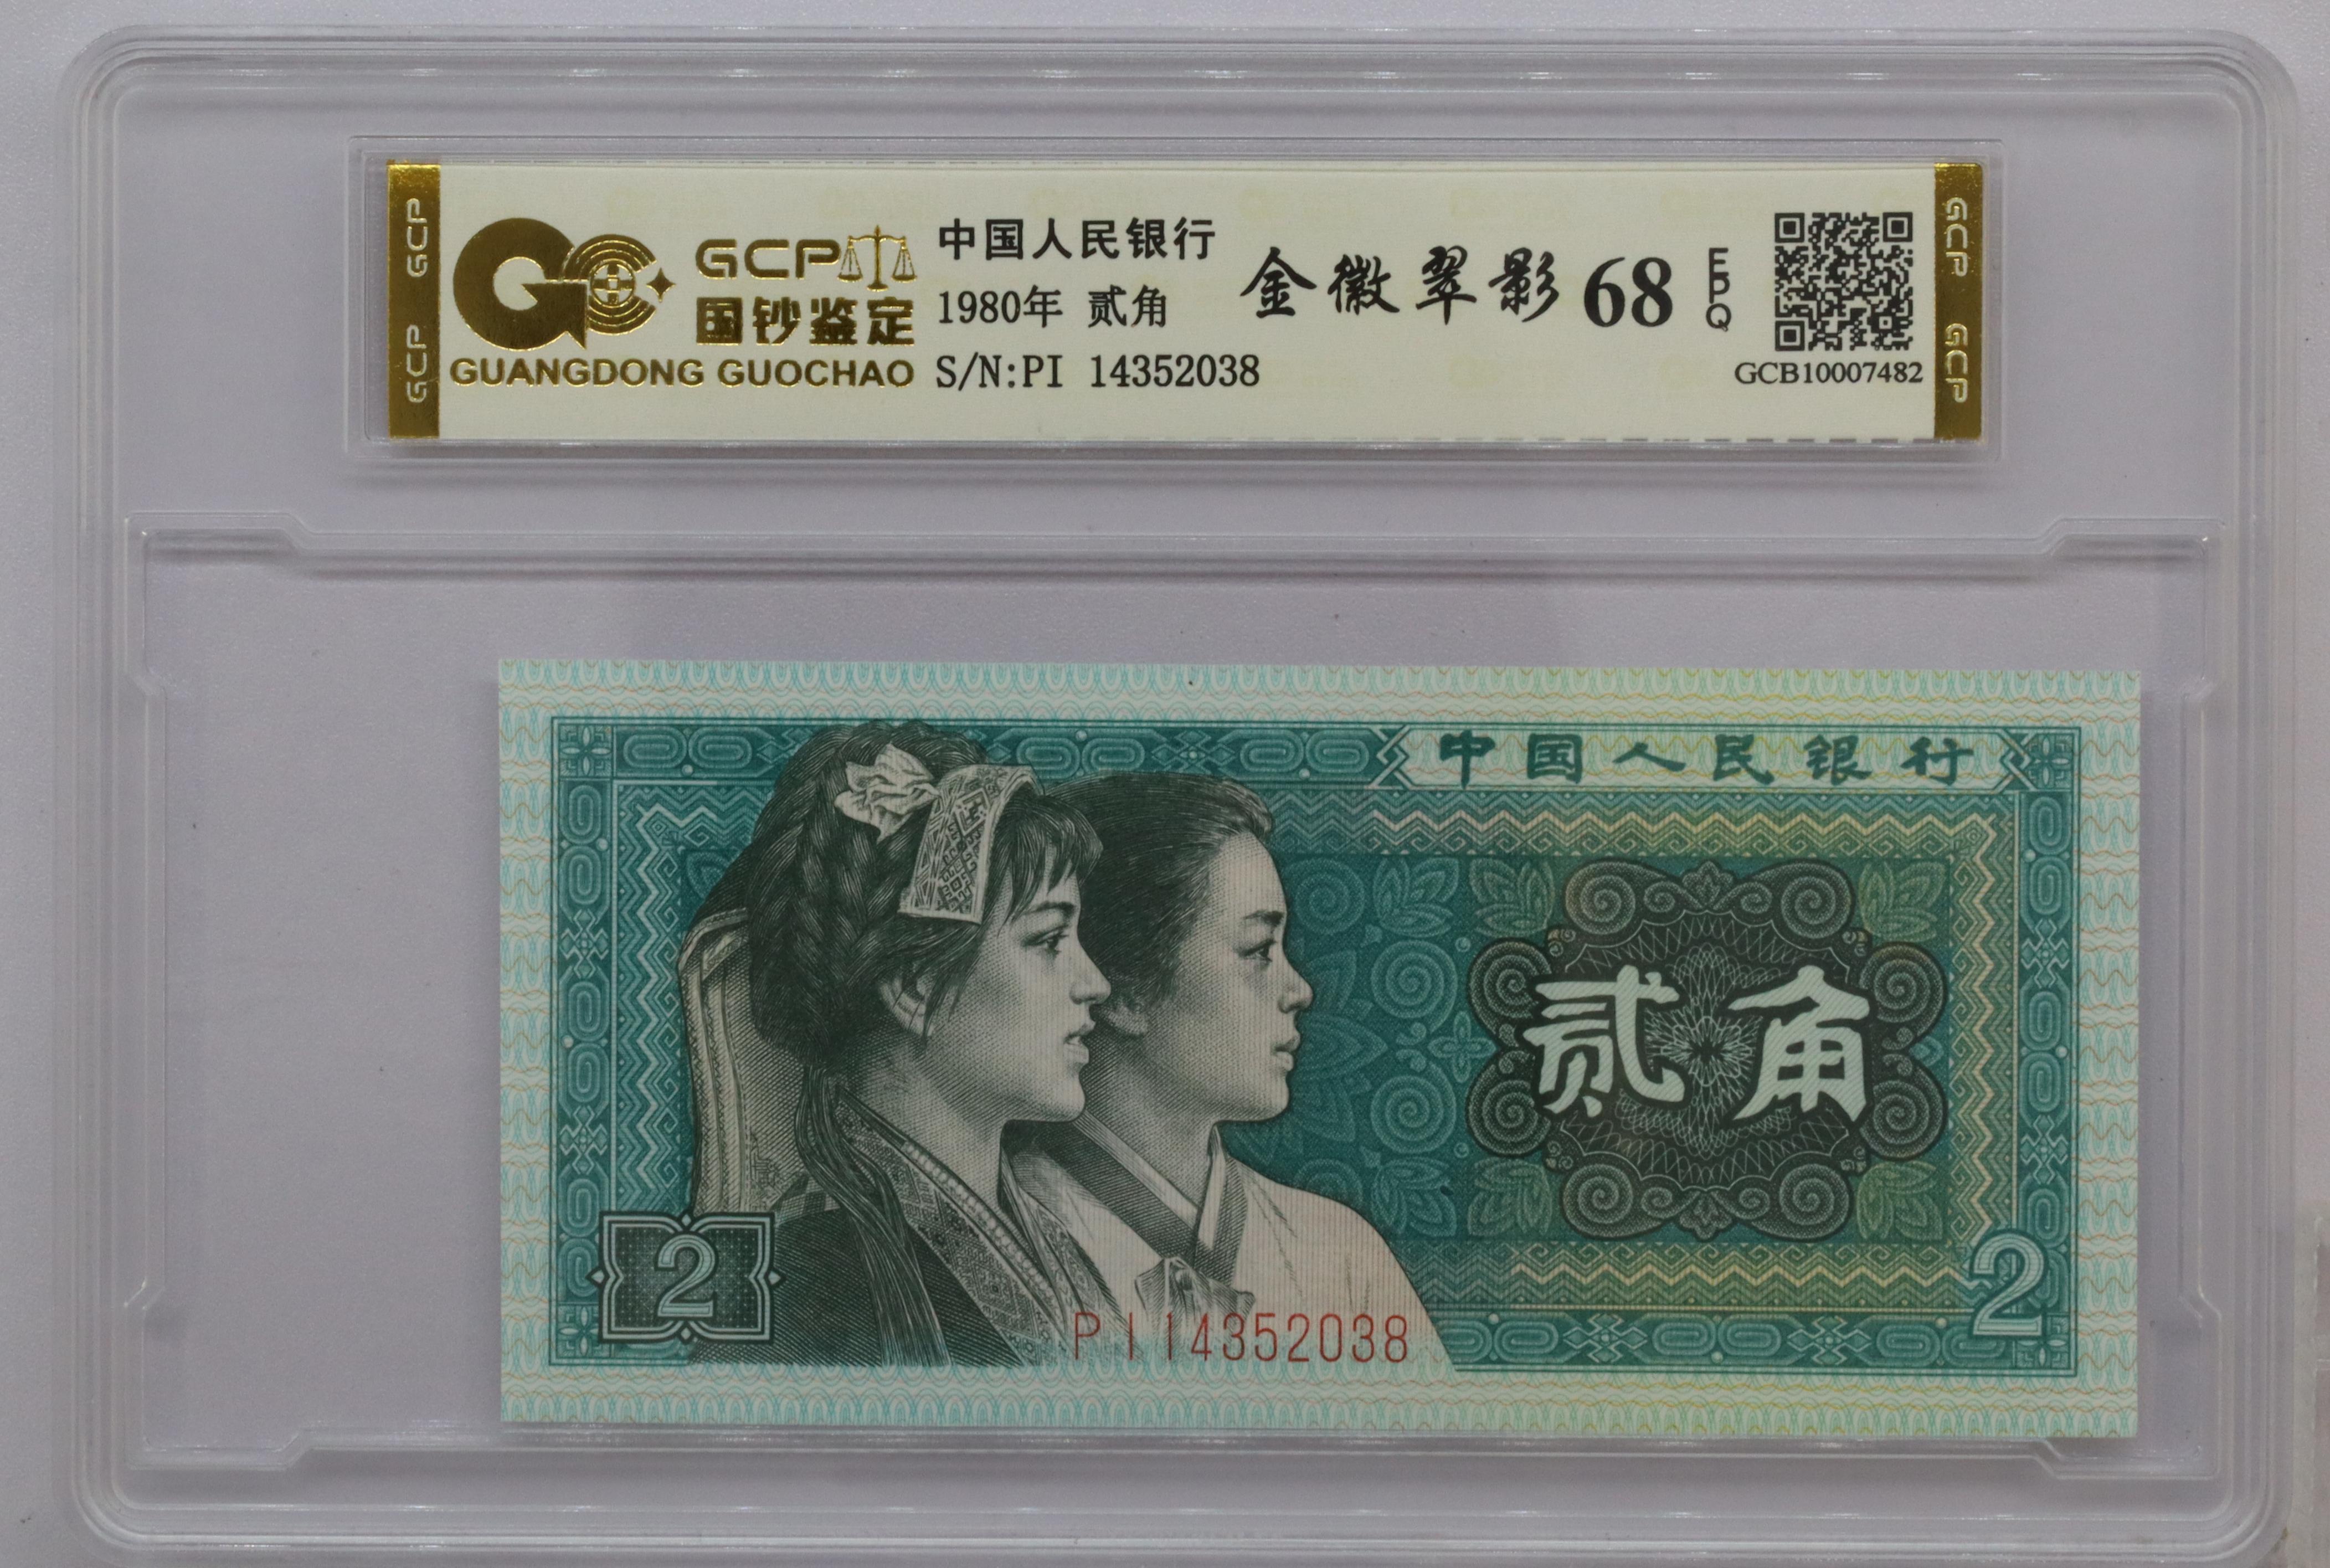 GCP
GCP
GCP
国钞鉴定
GUANGDONG GUOCHAO
中国人民银行
1980年 贰角
S/N:PI 14352038
金徽翠影 68 EPQ
GCB10007482
GCP
GCP
中国人民银行
贰角
2
2
PI14352038